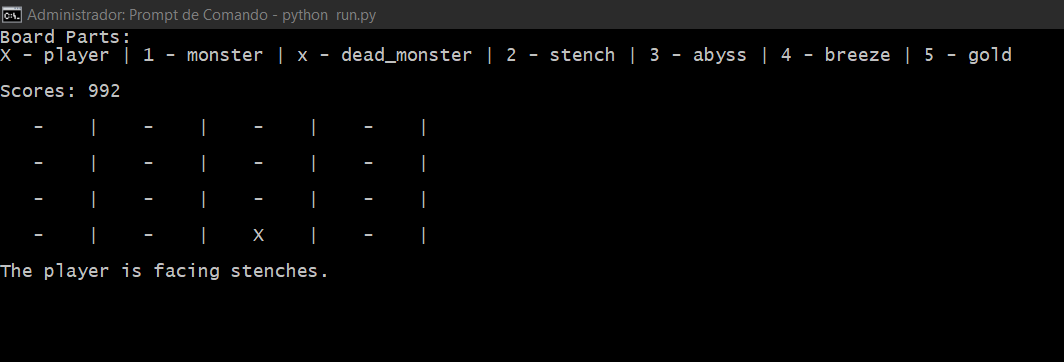 Administrador: Prompt de Comando - python  run.py
Board Parts:
X - player | 1 - monster | x - dead_monster | 2 - stench | 3 - abyss | 4 - breeze | 5 - gold
Scores: 992
-    |    -    |    -    |    -    |
-    |    -    |    -    |    -    |
-    |    -    |    -    |    -    |
-    |    -    |    X    |    -    |
The player is facing stenches.